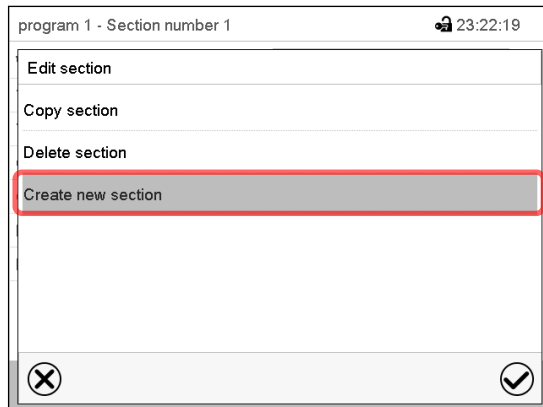 program 1 - Section number 1 23:22:19
Edit section
Copy section
Delete section
Create new section